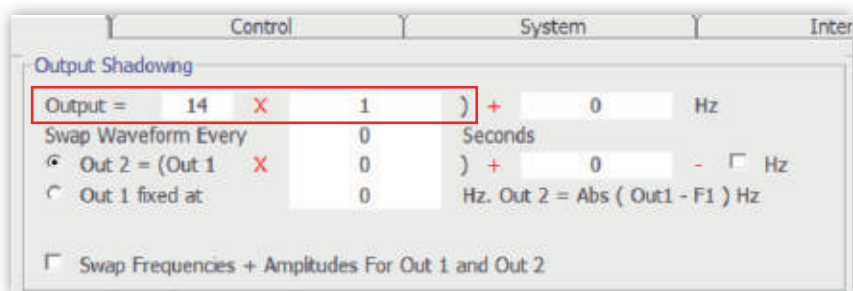 Control System Inter
Output Shadowing
Output = 14 X 1 ) + 0 Hz
Swap Waveform Every 0 Seconds
Out 2 = (Out 1 X 0 ) + 0 - Hz
Out 1 fixed at 0 Hz. Out 2 = Abs ( Out1 - F1 ) Hz
Swap Frequencies + Amplitudes For Out 1 and Out 2